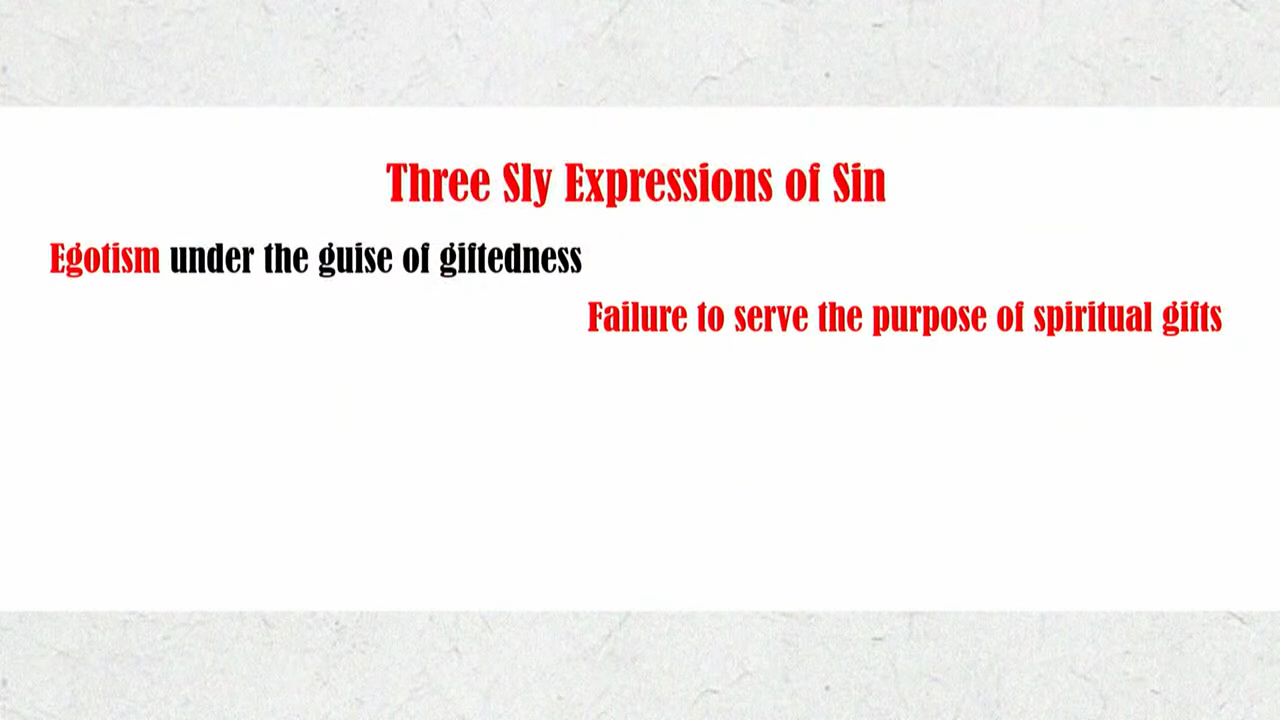 Three Sly Expressions of Sin
Egotism under the guise of giftedness
Failure to serve the purpose of spiritual gifts